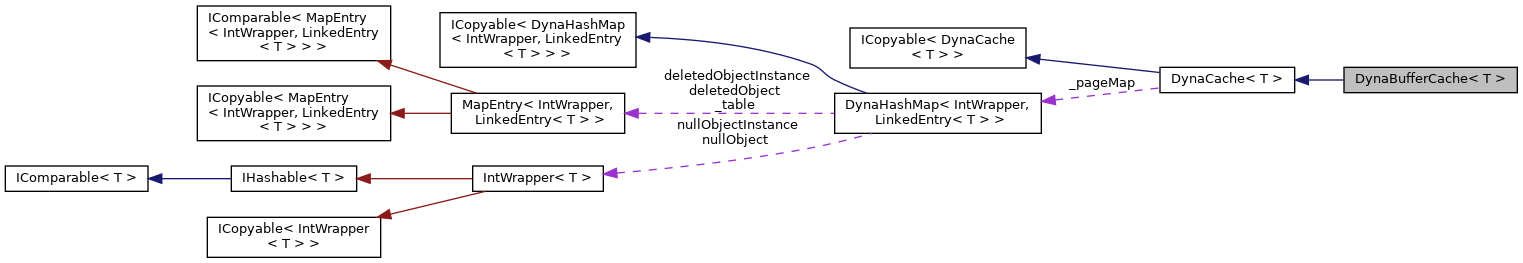 IComparable< MapEntry
< IntWrapper, LinkedEntry
< T > > >
ICopyable< DynaHashMap
< IntWrapper, LinkedEntry
< T > > >
ICopyable< DynaCache
< T > >
deletedObjectInstance
deletedObject
_table
_pageMap
DynaCache< T >
DynaBufferCache< T >
ICopyable< MapEntry
< IntWrapper, LinkedEntry
< T > > >
MapEntry< IntWrapper,
LinkedEntry< T > >
DynaHashMap< IntWrapper,
LinkedEntry< T > >
nullObjectInstance
nullObject
IComparable< T >
IHashable< T >
IntWrapper< T >
ICopyable< IntWrapper
< T > >